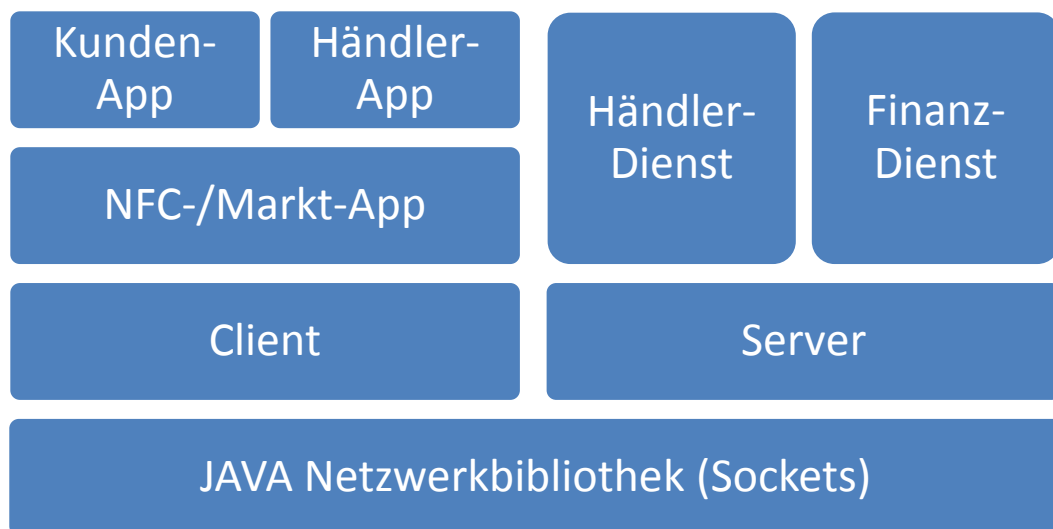 Kunden-
App
Händler-
App
Händler-
Dienst
Finanz-
Dienst
NFC-/Markt-App
Client
Server
JAVA Netzwerkbibliothek (Sockets)